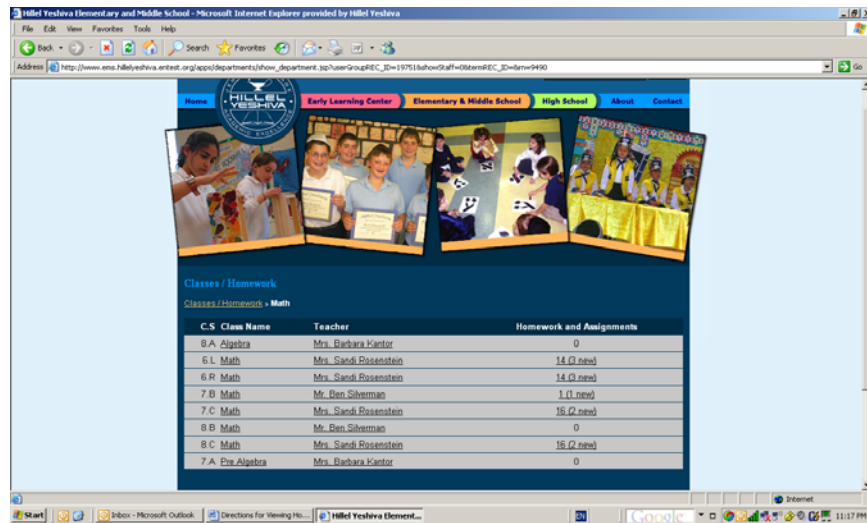 Hillel Yeshiva Elementary and Middle School - Microsoft Internet Explorer provided by Hillel Yeshiva
File Edit View Favorites Tools Help
Back Search Favorites
Address http://www.ems.hillelyeshiva.entest.org/apps/departments/show_department.jsp?userGroupREC_ID=19751&showStaff=0&termREC_ID=&rn=9490 Go
Home HILLEL YESHIVA Early Learning Center Elementary & Middle School High School About Contact
ACADEMIC EXCELLENCE
Classes / Homework
Classes / Homework » Math
C.S Class Name Teacher Homework and Assignments
8.A Algebra Mrs. Barbara Kantor 0
6.L Math Mrs. Sandi Rosenstein 14 (3 new)
6.R Math Mrs. Sandi Rosenstein 14 (3 new)
7.B Math Mr. Ben Silverman 1 (1 new)
7.C Math Mrs. Sandi Rosenstein 16 (2 new)
8.B Math Mr. Ben Silverman 0
8.C Math Mrs. Sandi Rosenstein 16 (2 new)
7.A Pre Algebra Mrs. Barbara Kantor 0
Internet
Start Inbox - Microsoft Outlook Directions for Viewing Ho... Hillel Yeshiva Element... EN Google 11:17 PM